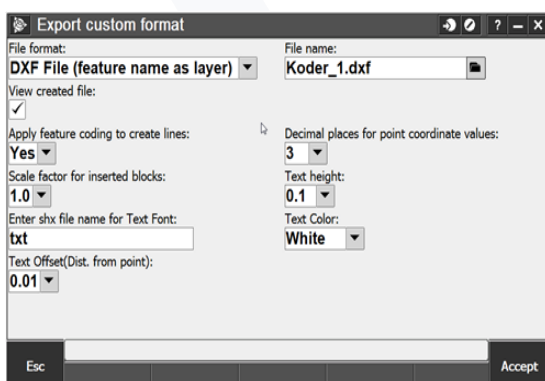 Export custom format
? – X
File format:
File name:
DXF File (feature name as layer)
Koder_1.dxf
View created file:
Apply feature coding to create lines:
Decimal places for point coordinate values:
Yes
3
Scale factor for inserted blocks:
Text height:
1.0
0.1
Enter shx file name for Text Font:
Text Color:
txt
White
Text Offset(Dist. from point):
0.01
Esc
Accept